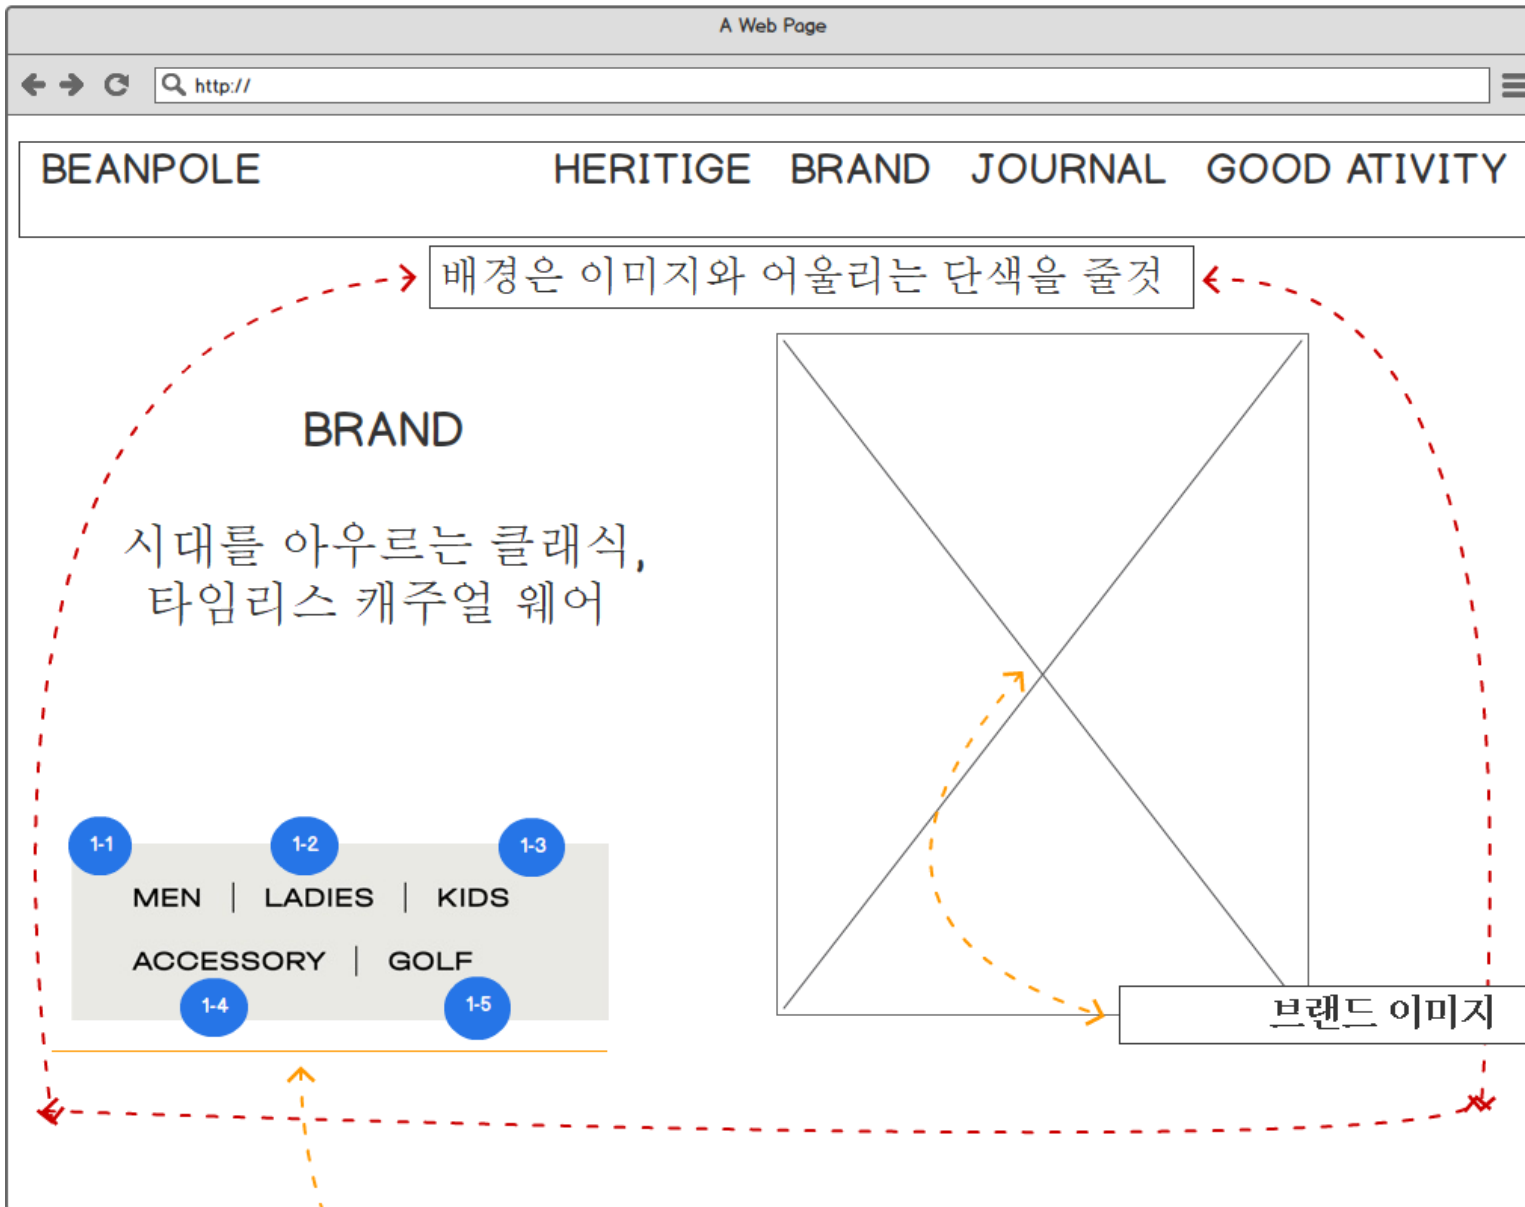 A Web Page
http://
BEANPOLE HERITIGE BRAND JOURNAL GOOD ATIVITY
배경은 이미지와 어울리는 단색을 줄것
BRAND
시대를 아우르는 클래식,
타임리스 캐주얼 웨어
1-1 1-2 1-3
MEN | LADIES | KIDS
ACCESSORY | GOLF
1-4 1-5
브랜드 이미지